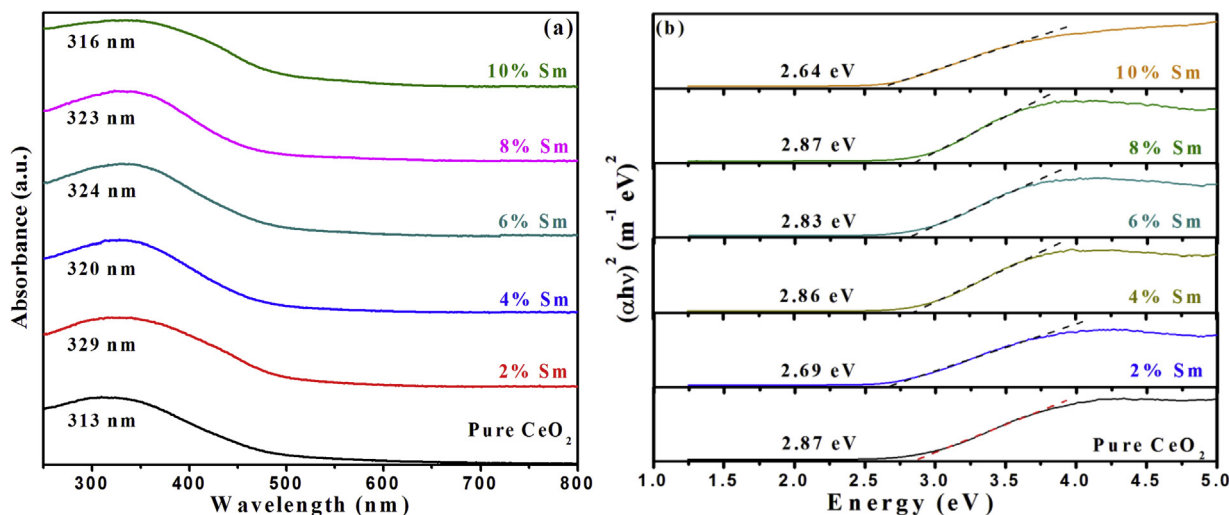 (a)
316 nm
10% Sm
323 nm
8% Sm
324 nm
6% Sm
320 nm
4% Sm
329 nm
2% Sm
313 nm
Pure CeO₂
Absorbance (a.u.)
300 400 500 600 700 800
Wavelength (nm)
(b)
2.64 eV
10% Sm
2.87 eV
8% Sm
2.83 eV
6% Sm
2.86 eV
4% Sm
2.69 eV
2% Sm
2.87 eV
Pure CeO₂
(αhν)² (m⁻¹ eV)²
1.0 1.5 2.0 2.5 3.0 3.5 4.0 4.5 5.0
Energy (eV)